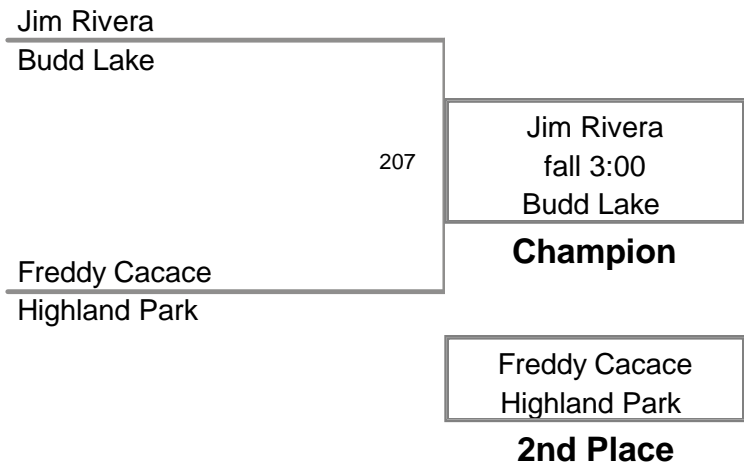 Jim Rivera
Budd Lake
207
Jim Rivera
fall 3:00
Budd Lake
Champion
Freddy Cacace
Highland Park
Freddy Cacace
Highland Park
2nd Place